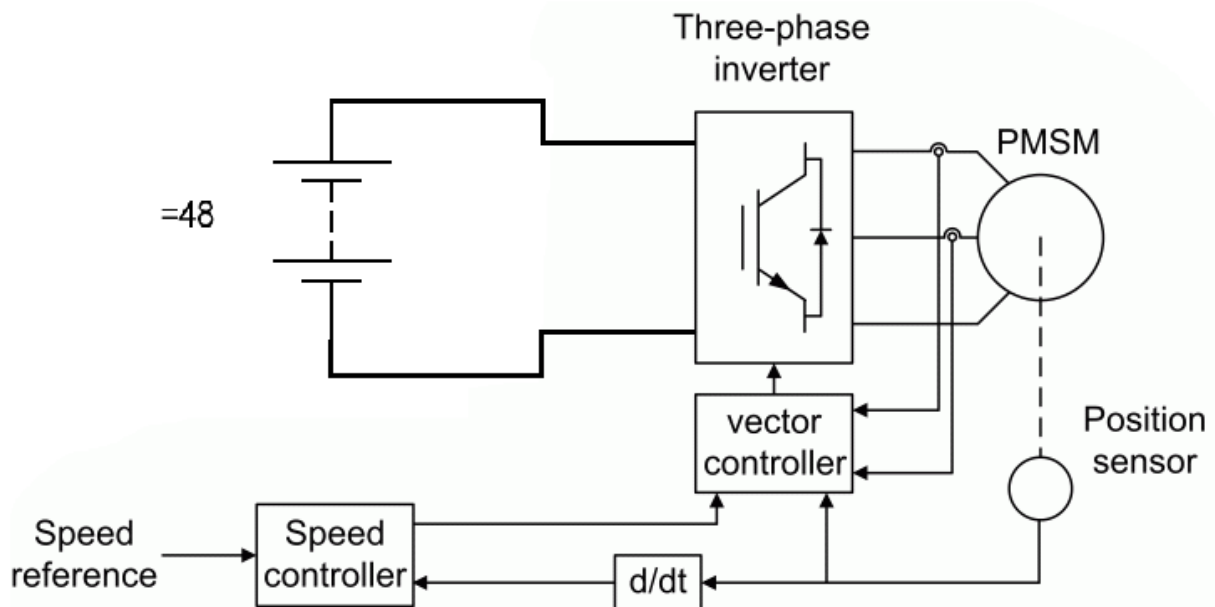 Three-phase
inverter
PMSM
=48
vector
controller
Position
sensor
Speed
reference
Speed
controller
d/dt